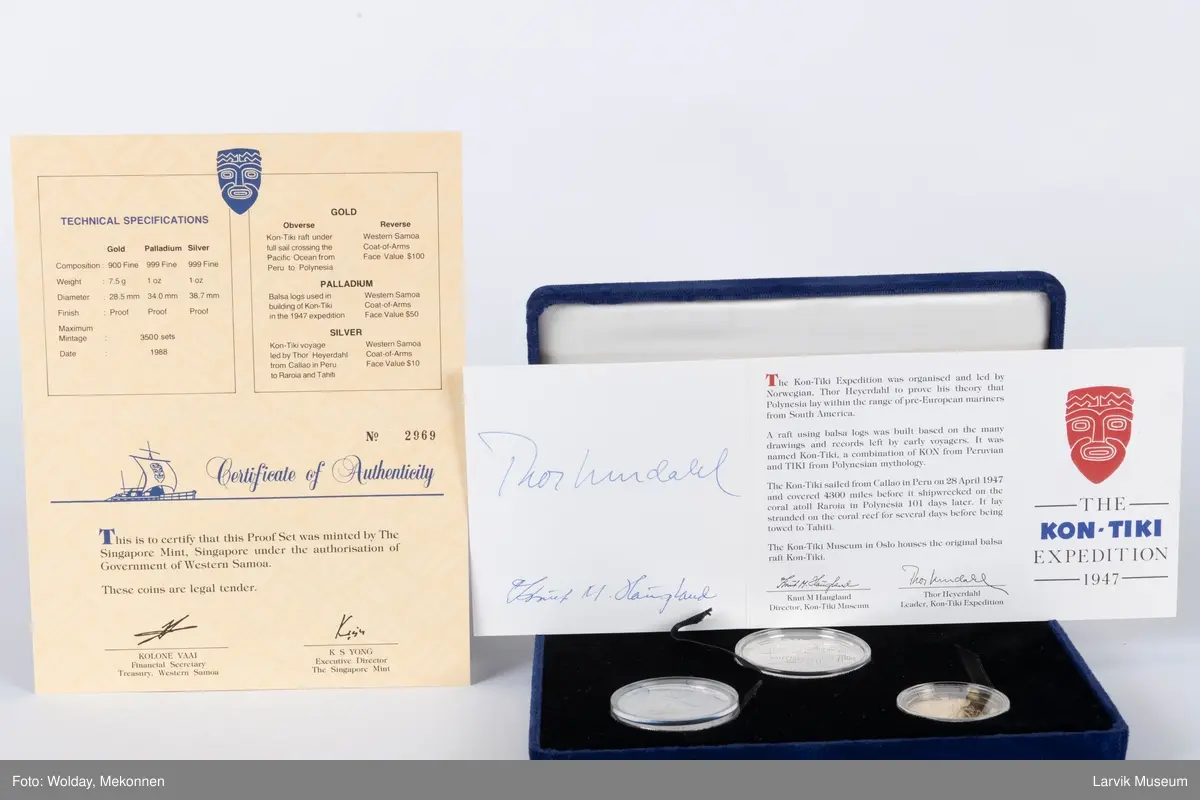 TECHNICAL SPECIFICATIONS
Gold Palladium Silver
Composition : 900 Fine 999 Fine 999 Fine
Weight : 7.5 g 1 oz 1 oz
Diameter : 28.5 mm 34.0 mm 38.7 mm
Finish : Proof Proof Proof
Maximum
Mintage : 3500 sets
Date : 1988
GOLD
Obverse Reverse
Kon-Tiki raft under Western Samoa
full sail crossing the Coat-of-Arms
Pacific Ocean from Face Value $100
Peru to Polynesia
PALLADIUM
Balsa logs used in Western Samoa
building of Kon-Tiki Coat-of-Arms
in the 1947 expedition Face Value $50
SILVER
Kon-Tiki voyage Western Samoa
led by Thor Heyerdahl Coat-of-Arms
from Callao in Peru Face Value $10
to Raroia and Tahiti
Nº 2969
Certificate of Authenticity
This is to certify that this Proof Set was minted by The
Singapore Mint, Singapore under the authorisation of
Government of Western Samoa.
These coins are legal tender.
KOLONE VAAI
Financial Secretary
Treasury, Western Samoa
K S YONG
Executive Director
The Singapore Mint
Thor Heyerdahl
Knut M. Haugland
The Kon-Tiki Expedition was organised and led by
Norwegian, Thor Heyerdahl to prove his theory that
Polynesia lay within the range of pre-European mariners
from South America.
A raft using balsa logs was built based on the many
drawings and records left by early voyagers. It was
named Kon-Tiki, a combination of KON from Peruvian
and TIKI from Polynesian mythology.
The Kon-Tiki sailed from Callao in Peru on 28 April 1947
and covered 4300 miles before it shipwrecked on the
coral atoll Raroia in Polynesia 101 days later. It lay
stranded on the coral reef for several days before being
towed to Tahiti.
The Kon-Tiki Museum in Oslo houses the original balsa
raft Kon-Tiki.
Knut M Haugland
Knut M Haugland
Director, Kon-Tiki Museum
Thor Heyerdahl
Thor Heyerdahl
Leader, Kon-Tiki Expedition
THE
KON-TIKI
EXPEDITION
1947
Foto: Wolday, Mekonnen
Larvik Museum